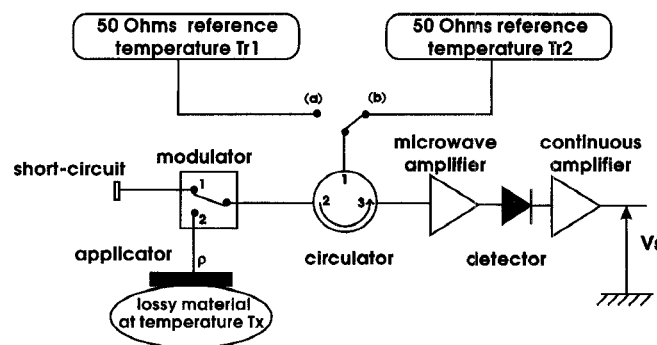 50 Ohms reference
temperature Tr1
50 Ohms reference
temperature Tr2
(a)
(b)
microwave
amplifier
continuous
amplifier
modulator
short-circuit
1
2
1
2
3
applicator
ρ
circulator
detector
Vs
lossy material
at temperature Tx